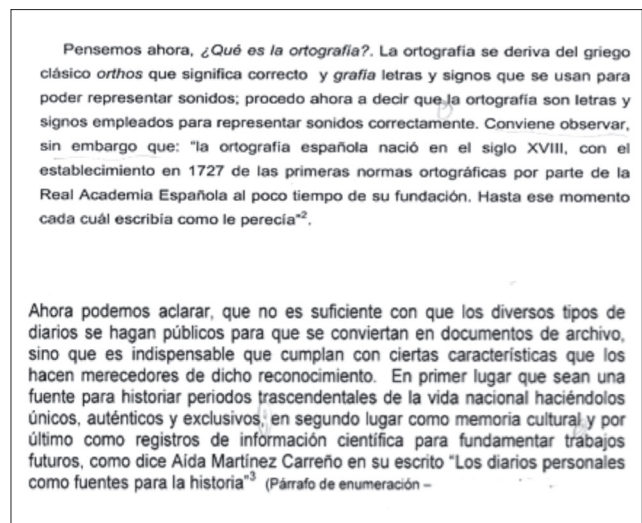 Pensemos ahora, ¿Qué es la ortografía?. La ortografía se deriva del griego
clásico orthos que significa correcto y grafía letras y signos que se usan para
poder representar sonidos; procedo ahora a decir que la ortografía son letras y
signos empleados para representar sonidos correctamente. Conviene observar,
sin embargo que: "la ortografía española nació en el siglo XVIII, con el
establecimiento en 1727 de las primeras normas ortográficas por parte de la
Real Academia Española al poco tiempo de su fundación. Hasta ese momento
cada cuál escribía como le perecía"2.
Ahora podemos aclarar, que no es suficiente con que los diversos tipos de
diarios se hagan públicos para que se conviertan en documentos de archivo,
sino que es indispensable que cumplan con ciertas características que los
hacen merecedores de dicho reconocimiento. En primer lugar que sean una
fuente para historiar periodos trascendentales de la vida nacional haciéndolos
únicos, auténticos y exclusivos, en segundo lugar como memoria cultural y por
último como registros de información científica para fundamentar trabajos
futuros, como dice Aída Martínez Carreño en su escrito "Los diarios personales
como fuentes para la historia"3 (Párrafo de enumeración –